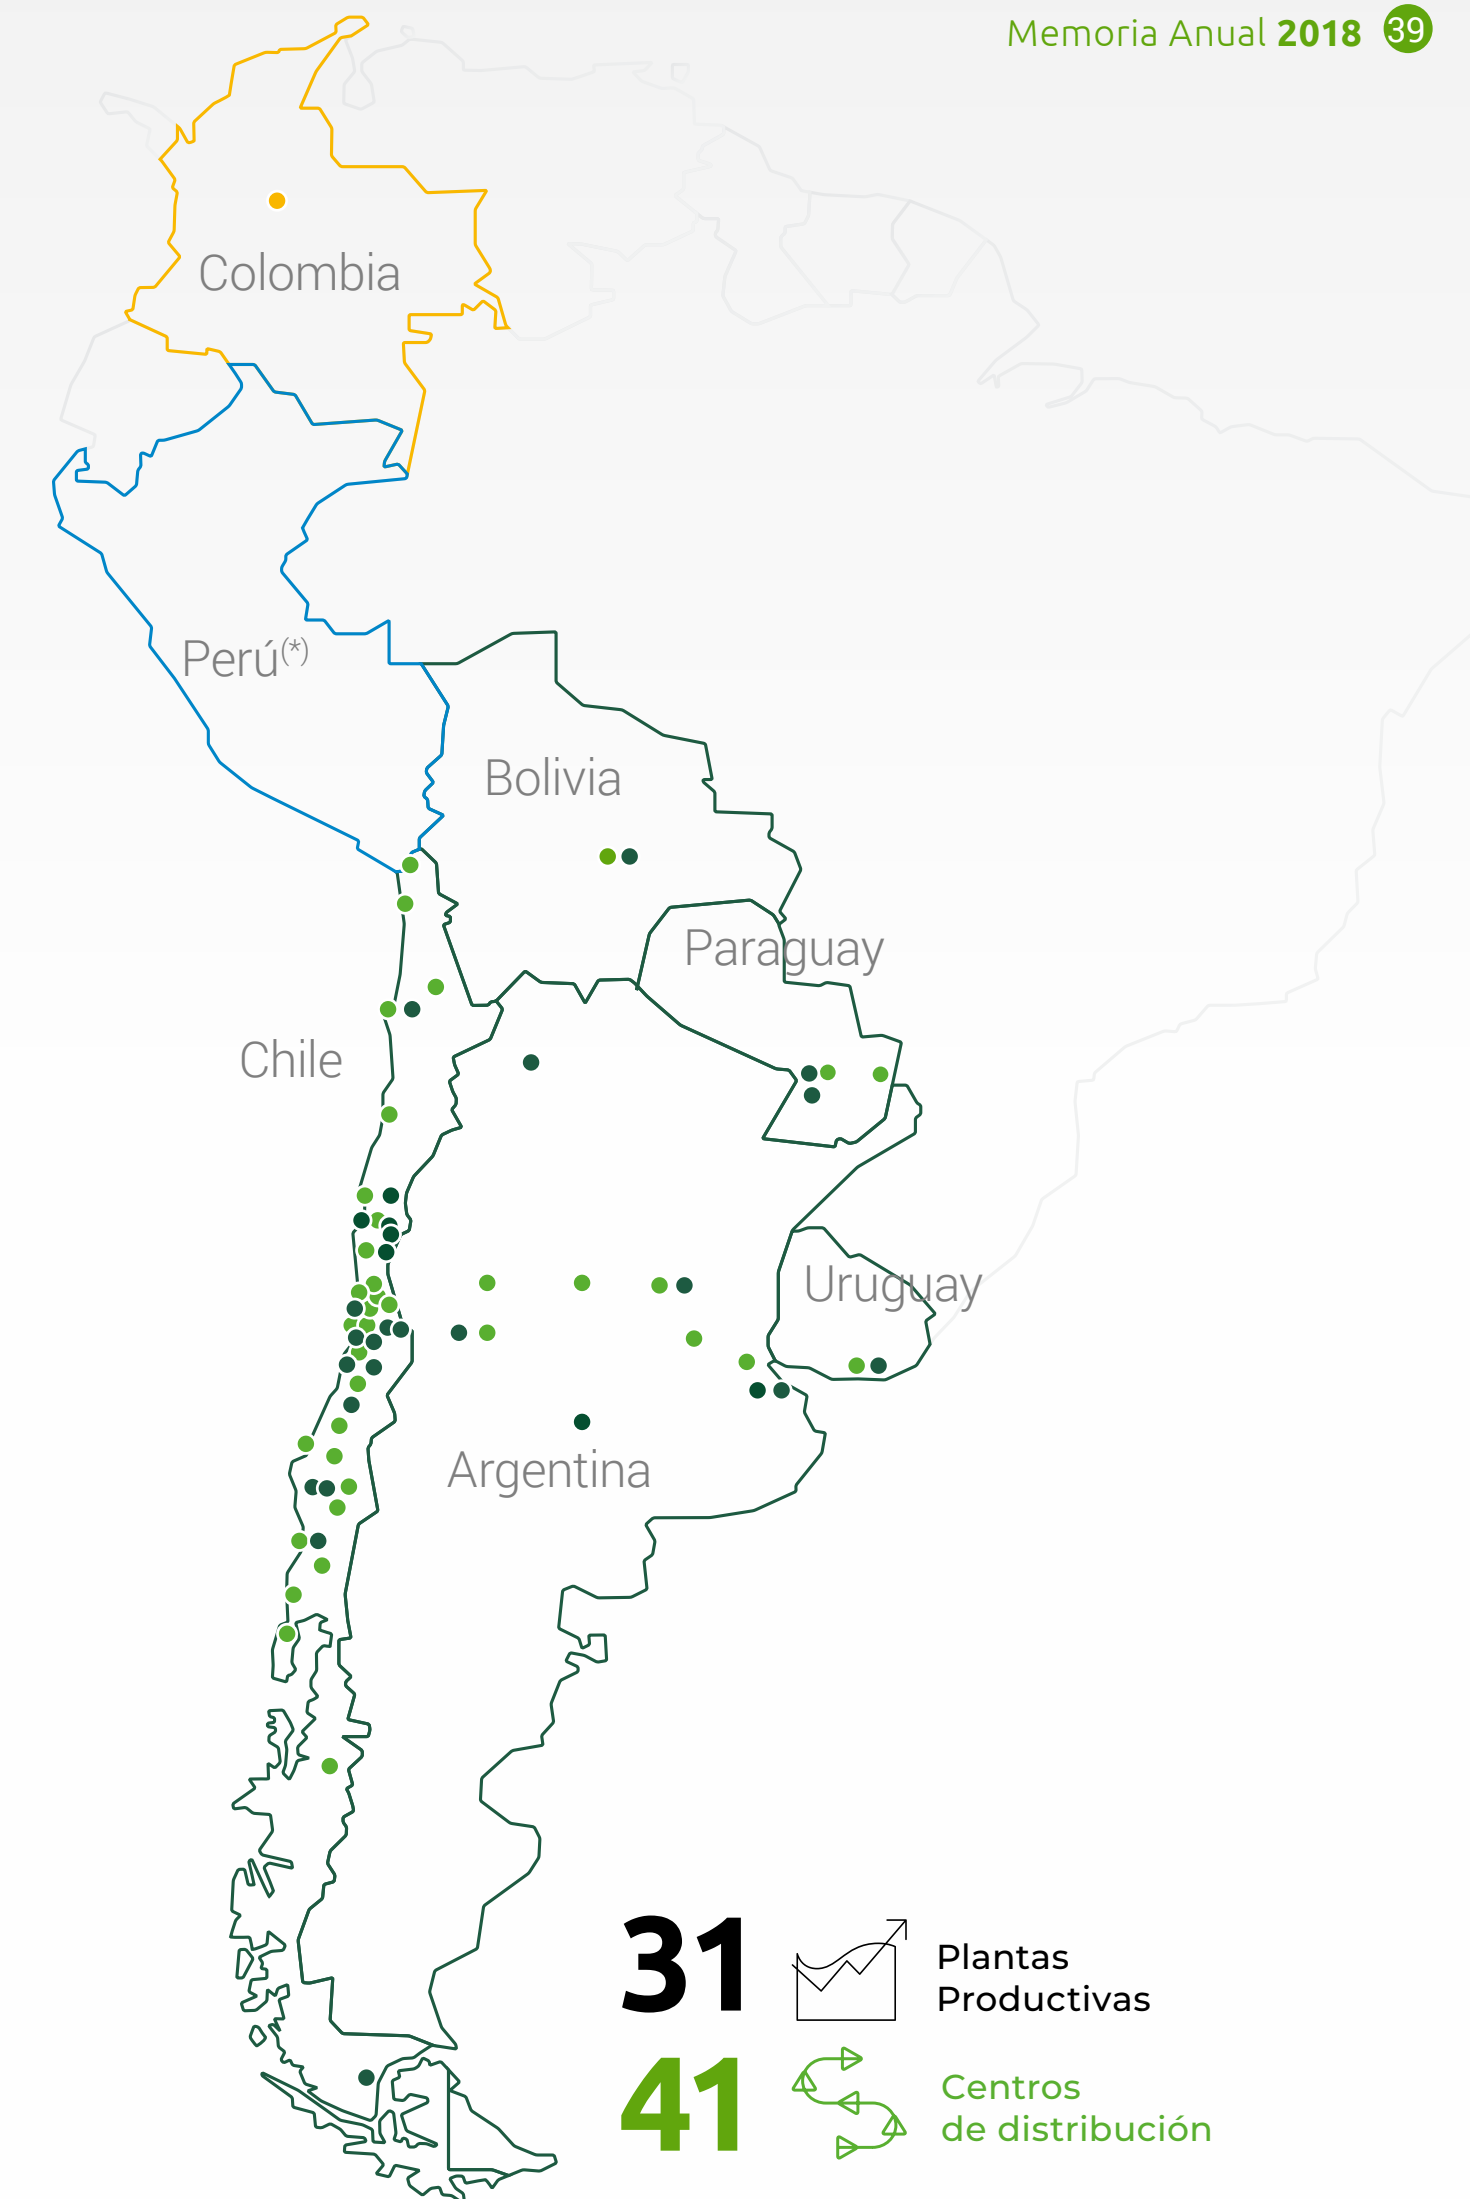 Memoria Anual 2018 39
Colombia
Perú(*)
Bolivia
Paraguay
Chile
Uruguay
Argentina
31 Plantas
Productivas
41 Centros
de distribución